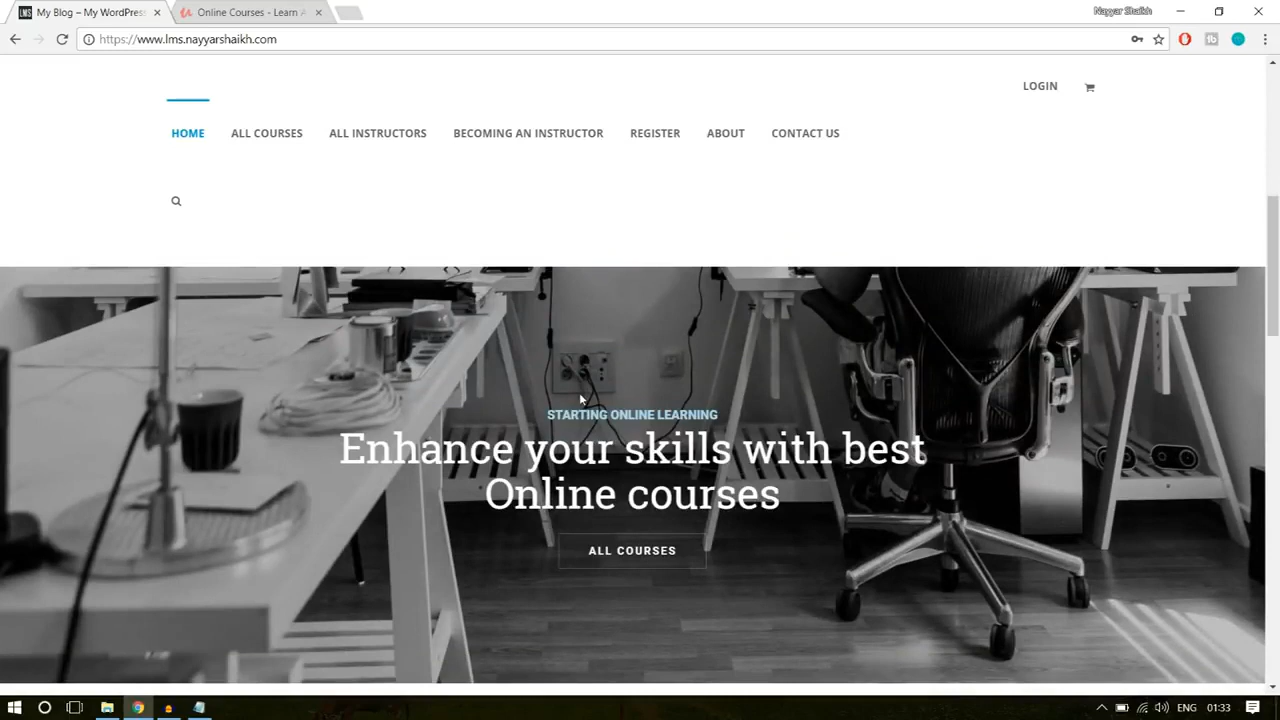 LMS My Blog – My WordPres
Online Courses - Learn A
Nayyar Shaikh
https://www.lms.nayyarshaikh.com
LOGIN
HOME ALL COURSES ALL INSTRUCTORS BECOMING AN INSTRUCTOR REGISTER ABOUT CONTACT US
STARTING ONLINE LEARNING
Enhance your skills with best
Online courses
ALL COURSES
ENG 01:33